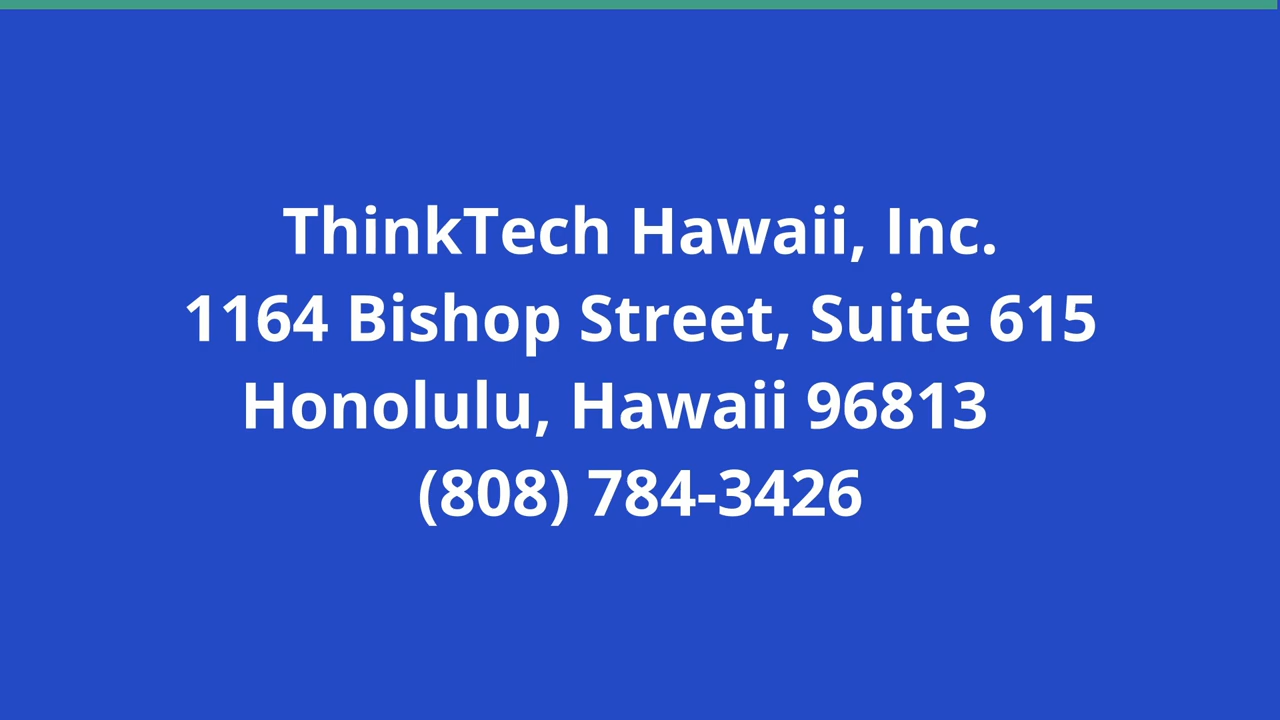 ThinkTech Hawaii, Inc.
1164 Bishop Street, Suite 615
Honolulu, Hawaii 96813
(808) 784-3426